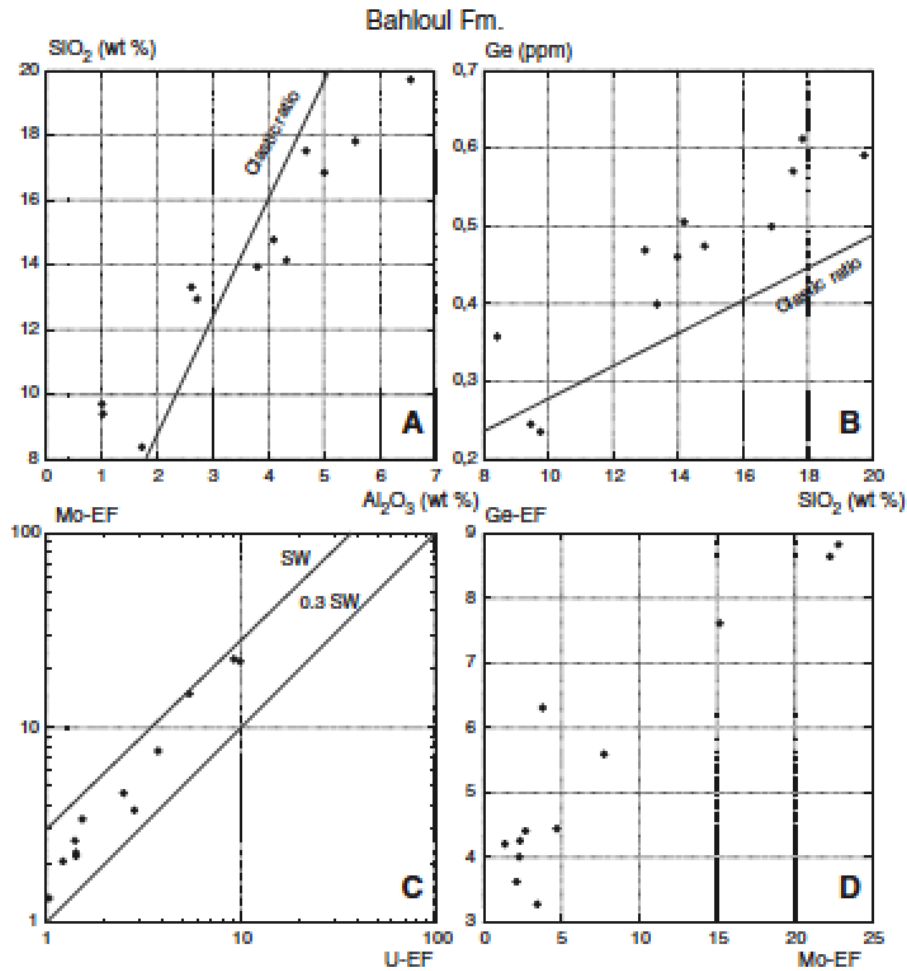 Bahloul Fm.
SIO2 (wt %)
20
18
16
14
12
10
8
0 1 2 3 4 5 6 7
Clastic ratio
A
Al2O3 (wt %)
Ge (ppm)
0,7
0,6
0,5
0,4
0,3
0,2
8 10 12 14 16 18 20
Clastic ratio
B
SIO2 (wt %)
Mo-EF
100
10
1
1 10 100
SW
0.3 SW
C
U-EF
Ge-EF
9
8
7
6
5
4
3
0 5 10 15 20 25
D
Mo-EF